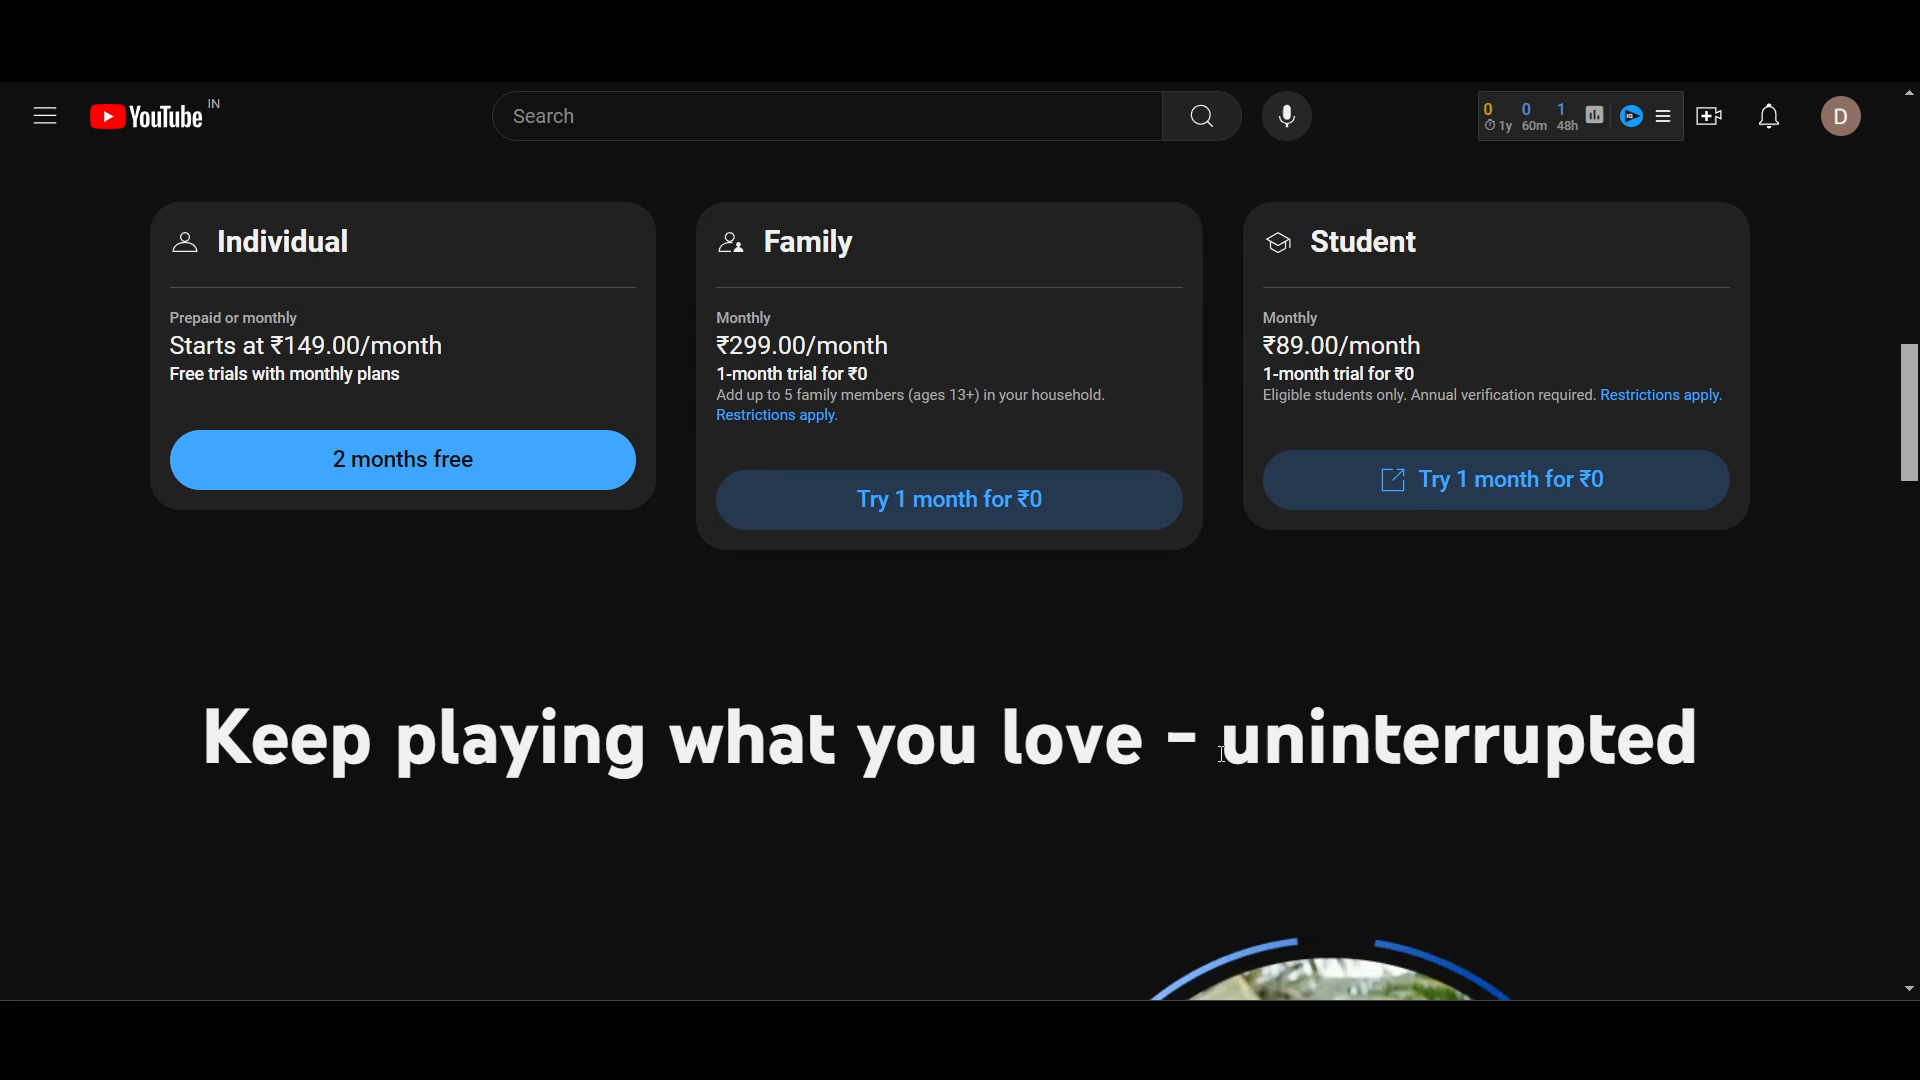 YouTube IN
Search
0 0 1
1y 60m 48h
D
Individual
Prepaid or monthly
Starts at ₹149.00/month
Free trials with monthly plans
2 months free
Family
Monthly
₹299.00/month
1-month trial for ₹0
Add up to 5 family members (ages 13+) in your household.
Restrictions apply.
Try 1 month for ₹0
Student
Monthly
₹89.00/month
1-month trial for ₹0
Eligible students only. Annual verification required. Restrictions apply.
Try 1 month for ₹0
Keep playing what you love - uninterrupted